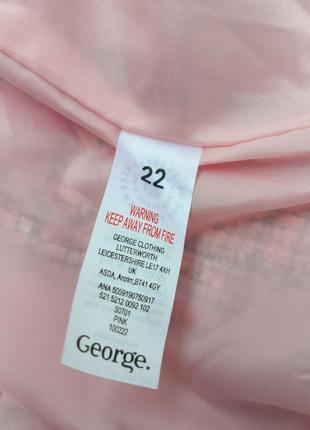 22
WARNING
KEEP AWAY FROM FIRE
GEORGE CLOTHING
LUTTERWORTH
LEICESTERSHIRE LE17 4XH
UK
ASDA, Antrim,BT41 4GY
ANA 5059190750917
521 5212 0092 102
30701
PINK
100222
George.